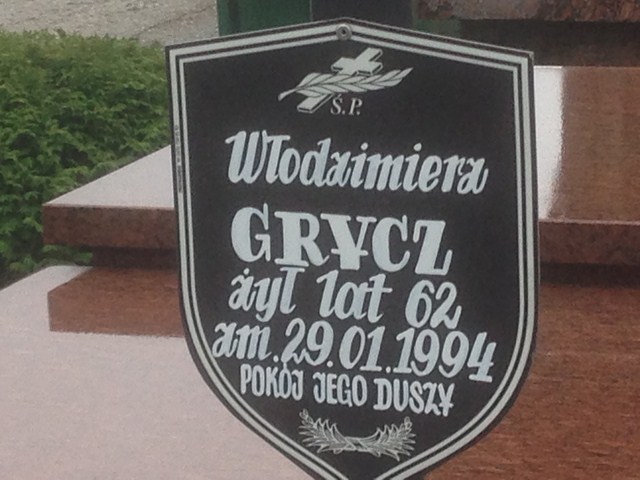 Ś.P.
Włodzimierz
GRYCZ
żył lat 62
zm. 29.01.1994
POKÓJ JEGO DUSZY